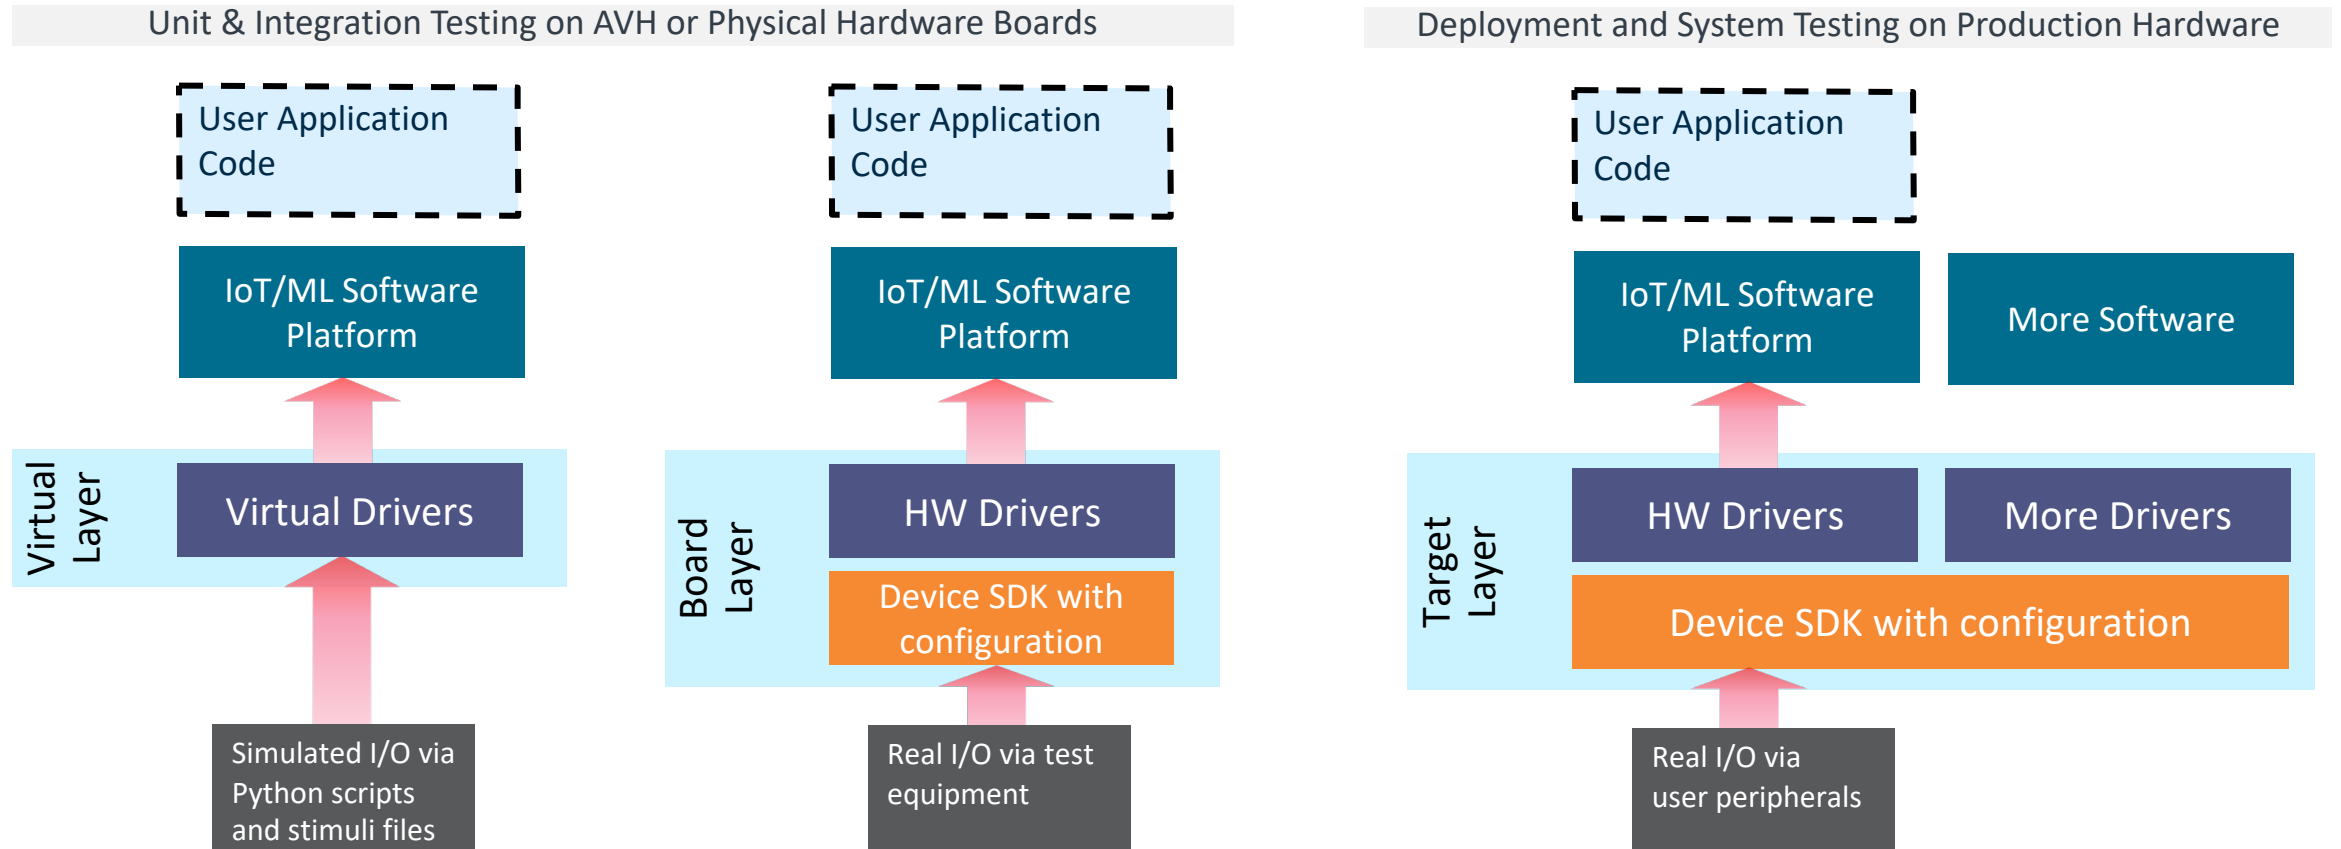 Unit & Integration Testing on AVH or Physical Hardware Boards
User Application
Code
IoT/ML Software
Platform
Virtual
Layer
Virtual Drivers
Simulated I/O via
Python scripts
and stimuli files
User Application
Code
IoT/ML Software
Platform
Board
Layer
HW Drivers
Device SDK with
configuration
Real I/O via test
equipment
Deployment and System Testing on Production Hardware
User Application
Code
IoT/ML Software
Platform
More Software
Target
Layer
HW Drivers
More Drivers
Device SDK with configuration
Real I/O via
user peripherals